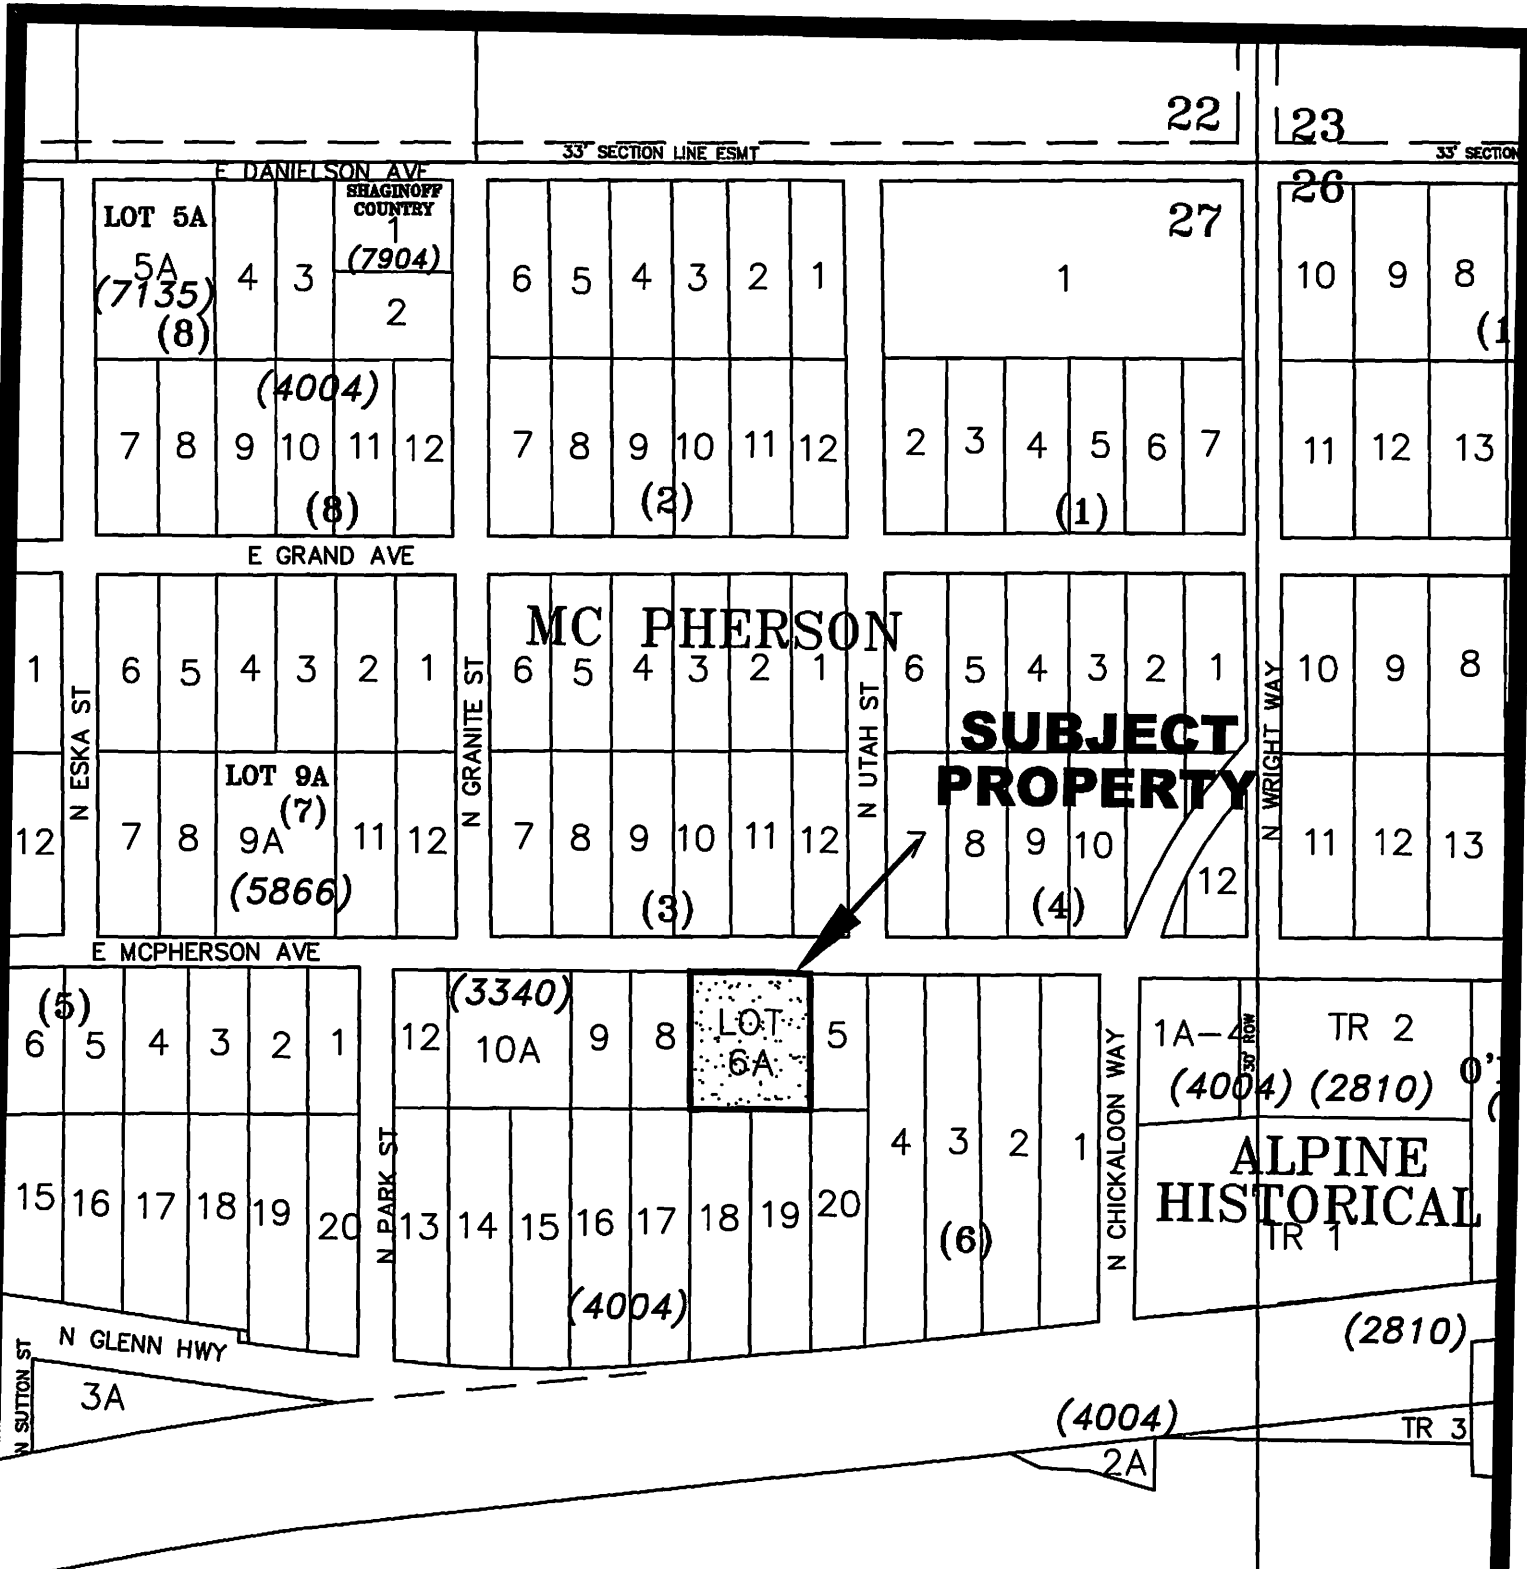 22
23
33' SECTION LINE ESMT
33' SECTION
E DANIELSON AVE
26
27
LOT 5A
5A
(7135)
(8)
4
3
SHAGINOFF
COUNTRY
1
(7904)
2
6 5 4 3 2 1
1
10 9 8
(1
(4004)
7 8 9 10 11 12
(8)
7 8 9 10 11 12
(2)
2 3 4 5 6 7
(1)
11 12 13
E GRAND AVE
MC PHERSON
1
6 5 4 3 2 1
6 5 4 3 2 1
6 5 4 3 2 1
10 9 8
N ESKA ST
N GRANITE ST
N UTAH ST
N WRIGHT WAY
SUBJECT
PROPERTY
LOT 9A
(7)
12
7 8 9A 11 12
(5866)
7 8 9 10 11 12
(3)
7 8 9 10 12
(4)
11 12 13
E MCPHERSON AVE
(5)
6 5 4 3 2 1
(3340)
12 10A 9 8
LOT
6A
5
1A-4
30' ROW
TR 2
(4004) (2810)
0'
(
N PARK ST
N CHICKALOON WAY
4 3 2 1
(6)
ALPINE
HISTORICAL
TR 1
15 16 17 18 19 20
13 14 15 16 17 18 19 20
(4004)
N GLENN HWY
(2810)
N SUTTON ST
3A
(4004)
TR 3
2A